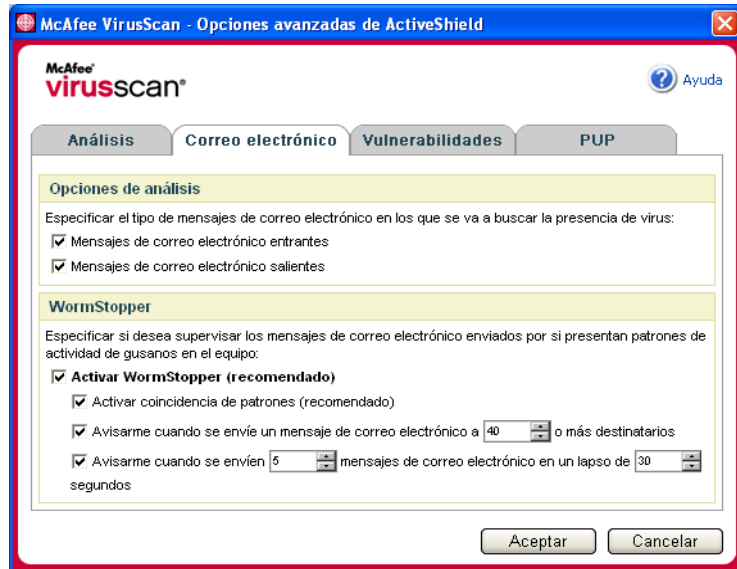 McAfee VirusScan - Opciones avanzadas de ActiveShield
McAfee®
virusscan®
Ayuda
Análisis
Correo electrónico
Vulnerabilidades
PUP
Opciones de análisis
Especificar el tipo de mensajes de correo electrónico en los que se va a buscar la presencia de virus:
Mensajes de correo electrónico entrantes
Mensajes de correo electrónico salientes
WormStopper
Especificar si desea supervisar los mensajes de correo electrónico enviados por si presentan patrones de
actividad de gusanos en el equipo:
Activar WormStopper (recomendado)
Activar coincidencia de patrones (recomendado)
Avisarme cuando se envíe un mensaje de correo electrónico a 40 o más destinatarios
Avisarme cuando se envíen 5 mensajes de correo electrónico en un lapso de 30
segundos
Aceptar
Cancelar